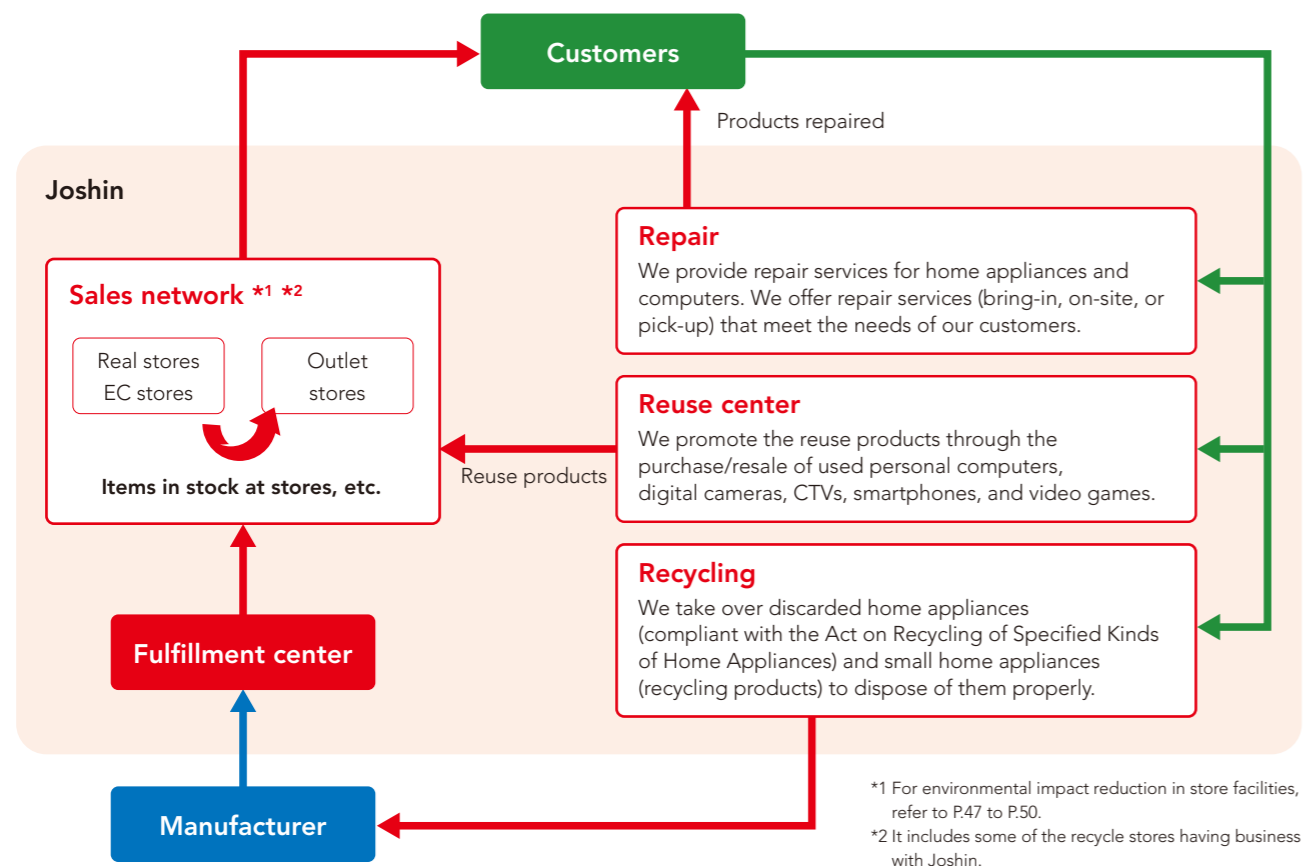 Customers
Products repaired
Joshin
Repair
We provide repair services for home appliances and
computers. We offer repair services (bring-in, on-site, or
pick-up) that meet the needs of our customers.
Sales network *1 *2
Real stores
EC stores
Outlet
stores
Items in stock at stores, etc.
Reuse products
Reuse center
We promote the reuse products through the
purchase/resale of used personal computers,
digital cameras, CTVs, smartphones, and video games.
Recycling
We take over discarded home appliances
(compliant with the Act on Recycling of Specified Kinds
of Home Appliances) and small home appliances
(recycling products) to dispose of them properly.
Fulfillment center
Manufacturer
*1 For environmental impact reduction in store facilities,
refer to P.47 to P.50.
*2 It includes some of the recycle stores having business
with Joshin.